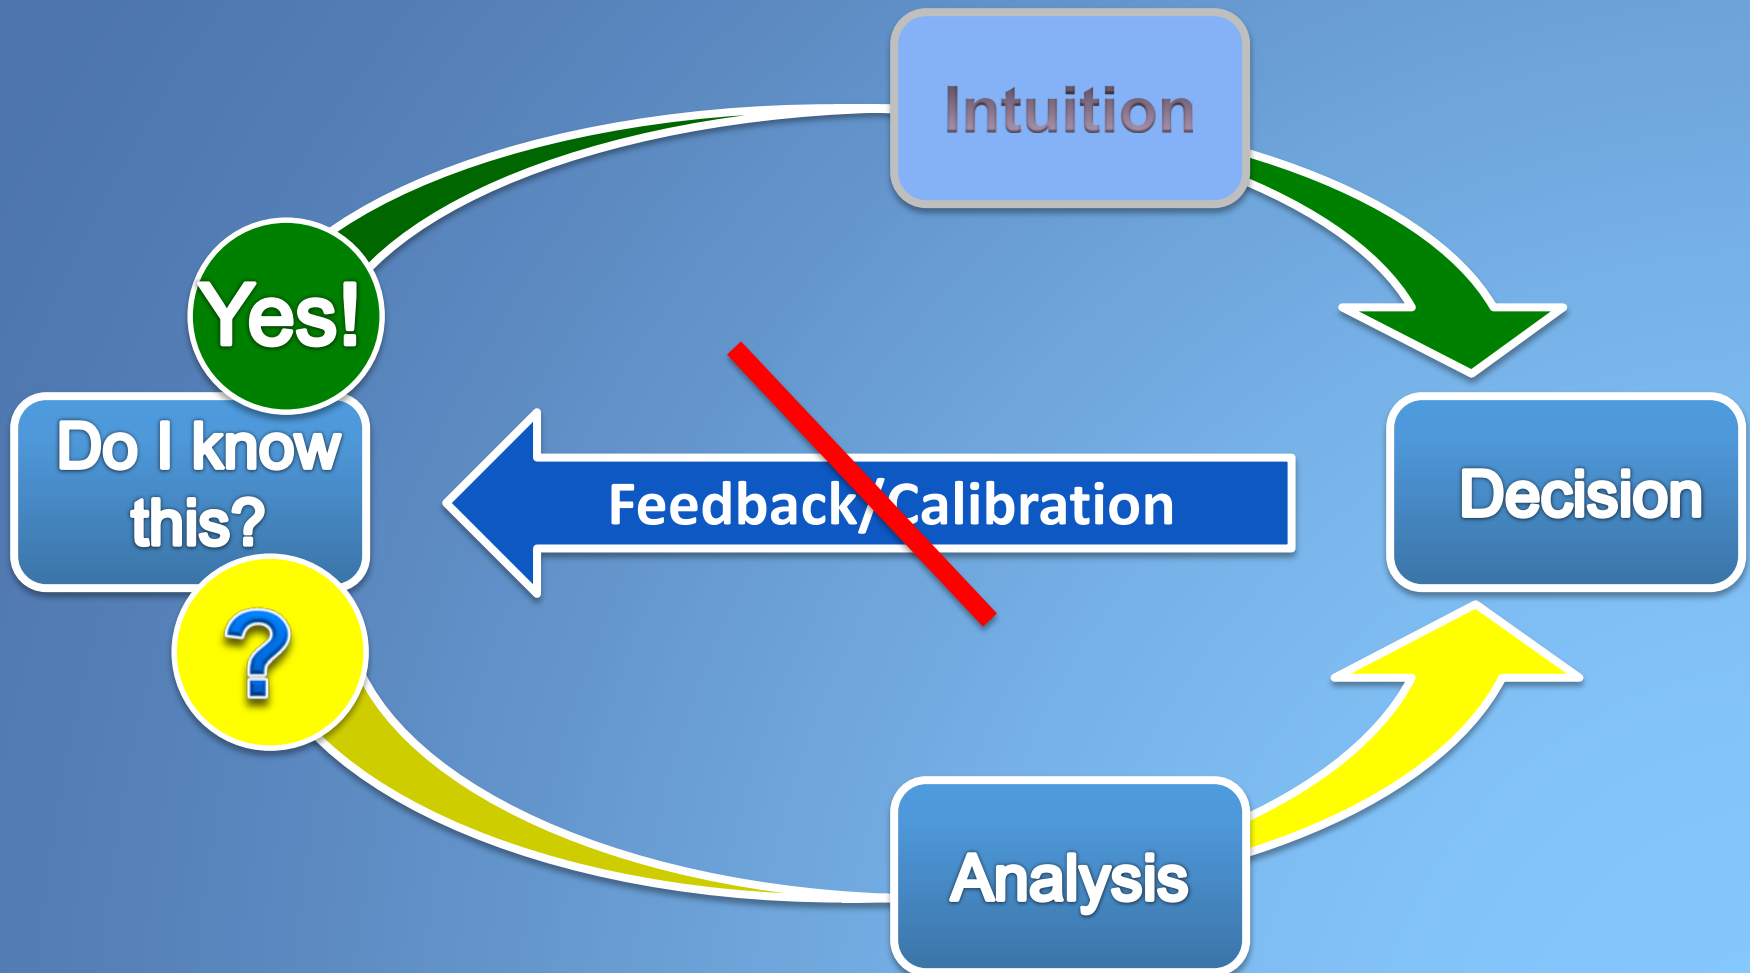 Intuition
Yes!
Do I know
this?
Feedback/Calibration
Decision
?
Analysis